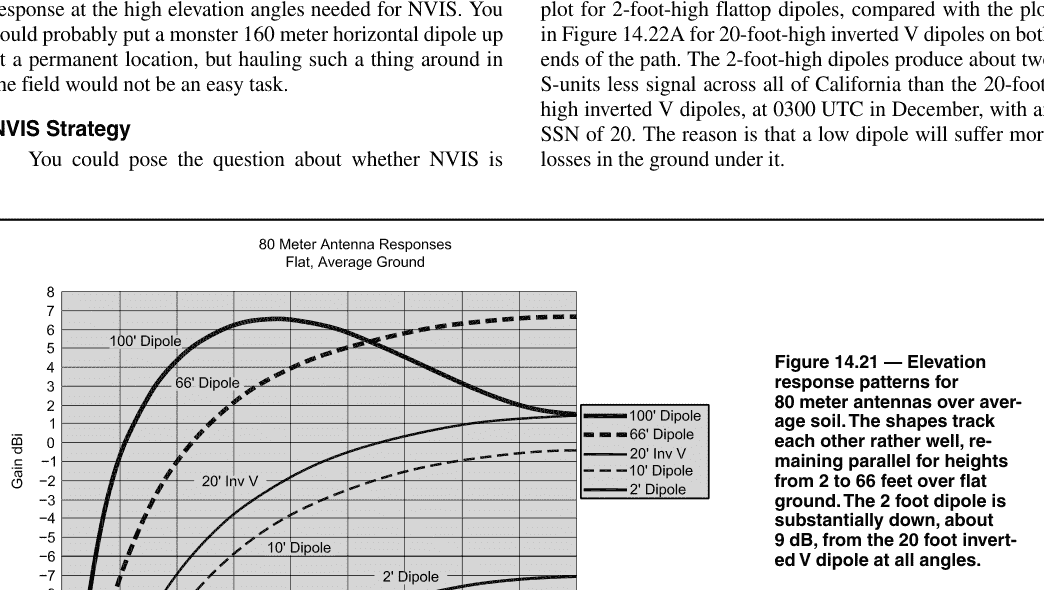 esponse at the high elevation angles needed for NVIS. You
ould probably put a monster 160 meter horizontal dipole up
t a permanent location, but hauling such a thing around in
he field would not be an easy task.
NVIS Strategy
You could pose the question about whether NVIS is
plot for 2-foot-high flattop dipoles, compared with the plo
in Figure 14.22A for 20-foot-high inverted V dipoles on both
ends of the path. The 2-foot-high dipoles produce about two
S-units less signal across all of California than the 20-foot-
high inverted V dipoles, at 0300 UTC in December, with an
SSN of 20. The reason is that a low dipole will suffer more
losses in the ground under it.
80 Meter Antenna Responses
Flat, Average Ground
8
7
6
5
4
3
2
1
0
−1
−2
−3
−4
−5
−6
−7
Gain dBi
100' Dipole
66' Dipole
20' Inv V
10' Dipole
2' Dipole
100' Dipole
66' Dipole
20' Inv V
10' Dipole
2' Dipole
Figure 14.21 — Elevation
response patterns for
80 meter antennas over aver-
age soil. The shapes track
each other rather well, re-
maining parallel for heights
from 2 to 66 feet over flat
ground. The 2 foot dipole is
substantially down, about
9 dB, from the 20 foot invert-
ed V dipole at all angles.